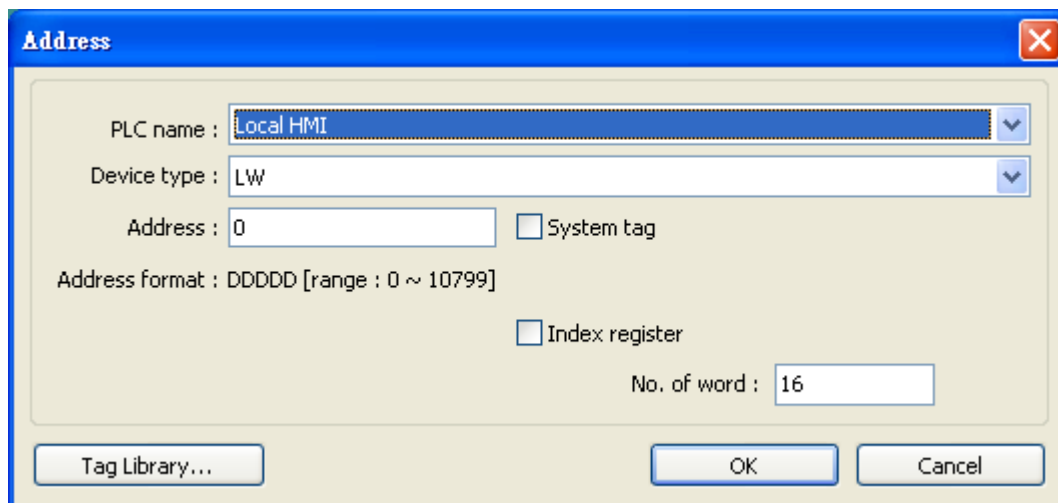 Address
PLC name : Local HMI
Device type : LW
Address : 0 System tag
Address format : DDDDD [range : 0 ~ 10799]
Index register
No. of word : 16
Tag Library... OK Cancel